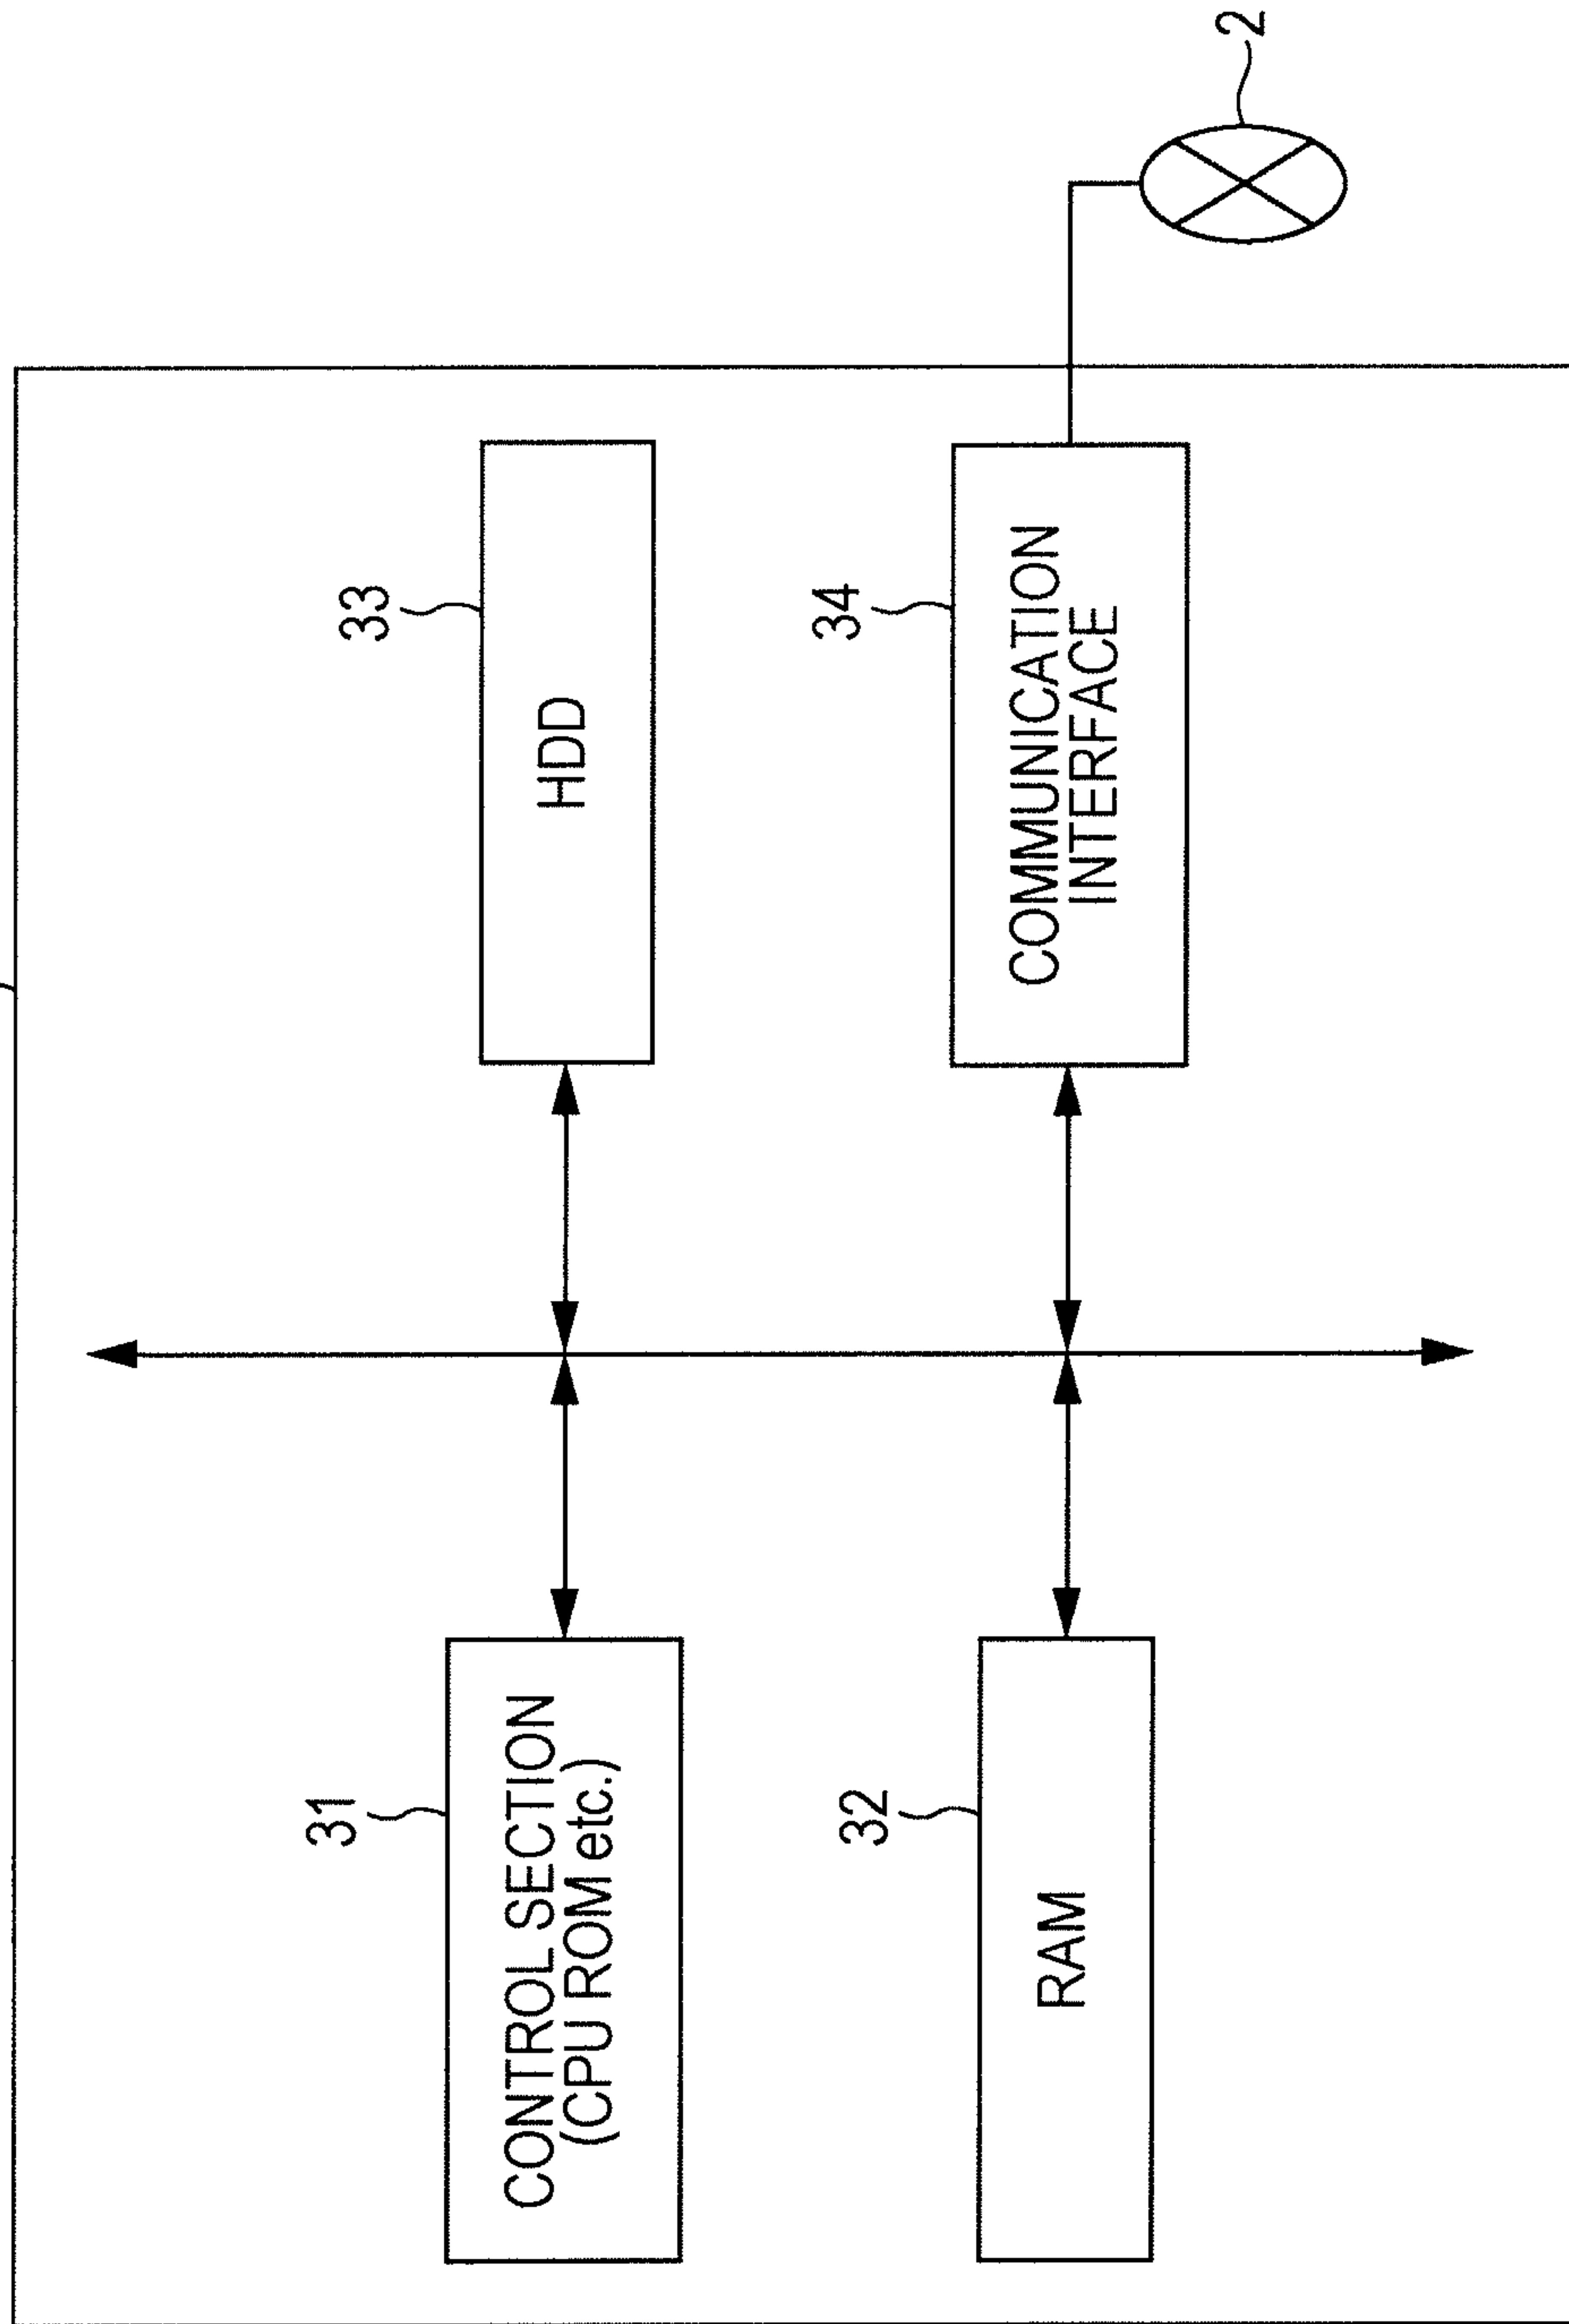 31
CONTROL SECTION
(CPU ROM etc.)
33
HDD
32
RAM
34
COMMUNICATION
INTERFACE
2